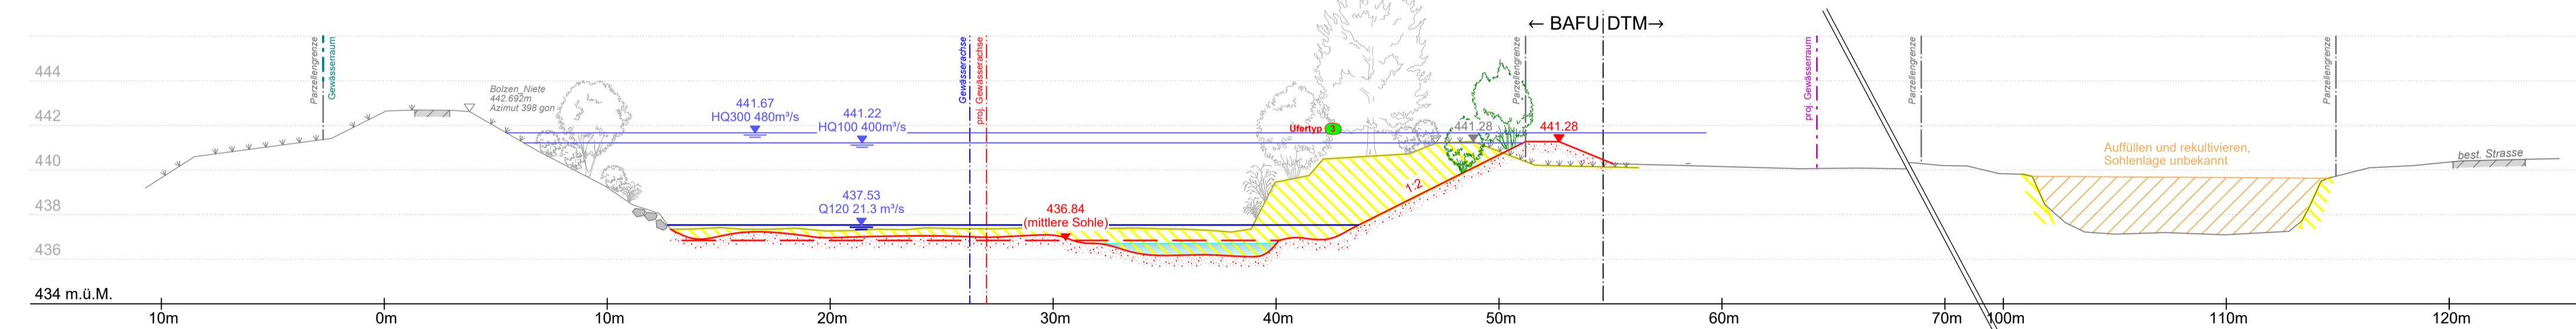 ← BAFU DTM →
Parzellengrenze
Gewässerraum
Gewässerachse
proj. Gewässerachse
Parzellengrenze
proj. Gewässerraum
Parzellengrenze
Parzellengrenze
444
442
440
438
436
434 m.ü.M.
Bolzen_Niete
442.692m
Azimut 398 gon
441.67
HQ300 480m³/s
441.22
HQ100 400m³/s
437.53
Q120 21.3 m³/s
436.84
(mittlere Sohle)
Ufertyp 3
441.28
441.28
1:2
Auffüllen und rekultivieren,
Sohlenlage unbekannt
best. Strasse
10m 0m 10m 20m 30m 40m 50m 60m 70m 100m 110m 120m